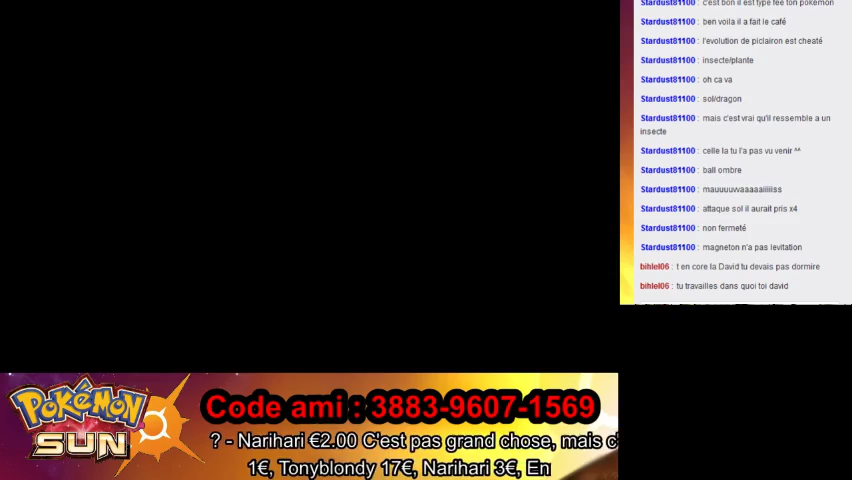 Stardust81100 : c'est bon il est type fée ton pokémon
Stardust81100 : ben voila il a fait le café
Stardust81100 : l'evolution de piclairon est cheaté
Stardust81100 : insecte/plante
Stardust81100 : oh ca va
Stardust81100 : sol/dragon
Stardust81100 : mais c'est vrai qu'il ressemble a un
insecte
Stardust81100 : celle la tu l'a pas vu venir ^^
Stardust81100 : ball ombre
Stardust81100 : mauuuuvvaaaaaiiiiiss
Stardust81100 : attaque sol il aurait pris x4
Stardust81100 : non fermeté
Stardust81100 : magneton n'a pas levitation
bihlel06 : t en core la David tu devais pas dormire
bihlel06 : tu travailles dans quoi toi david
POKéMON
SUN
Code ami : 3883-9607-1569
? - Narihari €2.00 C'est pas grand chose, mais c'
1€, Tonyblondy 17€, Narihari 3€, En